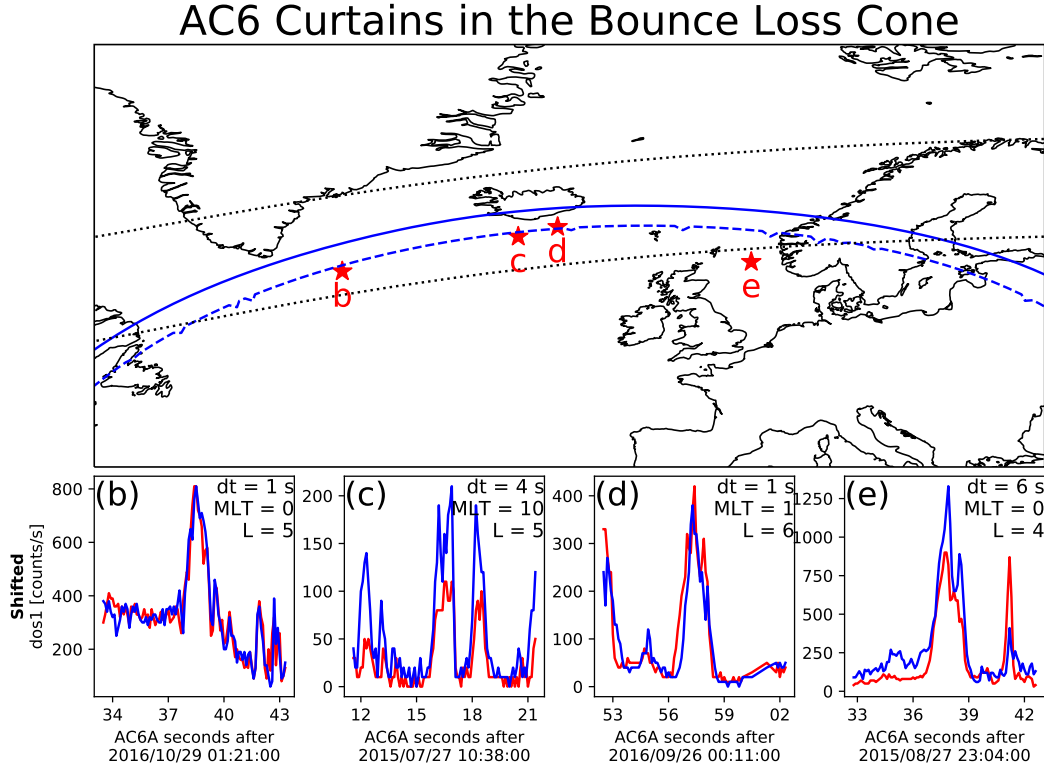 AC6 Curtains in the Bounce Loss Cone
b
c
d
e
(b)
dt = 1 s
MLT = 0
L = 5
(c)
dt = 4 s
MLT = 10
L = 5
(d)
dt = 1 s
MLT = 1
L = 6
(e)
dt = 6 s
MLT = 0
L = 4
Shifted
dos1 [counts/s]
800
600
400
200
34 37 40 43
AC6A seconds after
2016/10/29 01:21:00
200
150
100
50
0
12 15 18 21
AC6A seconds after
2015/07/27 10:38:00
400
300
200
100
0
53 56 59 02
AC6A seconds after
2016/09/26 00:11:00
1250
1000
750
500
250
0
33 36 39 42
AC6A seconds after
2015/08/27 23:04:00